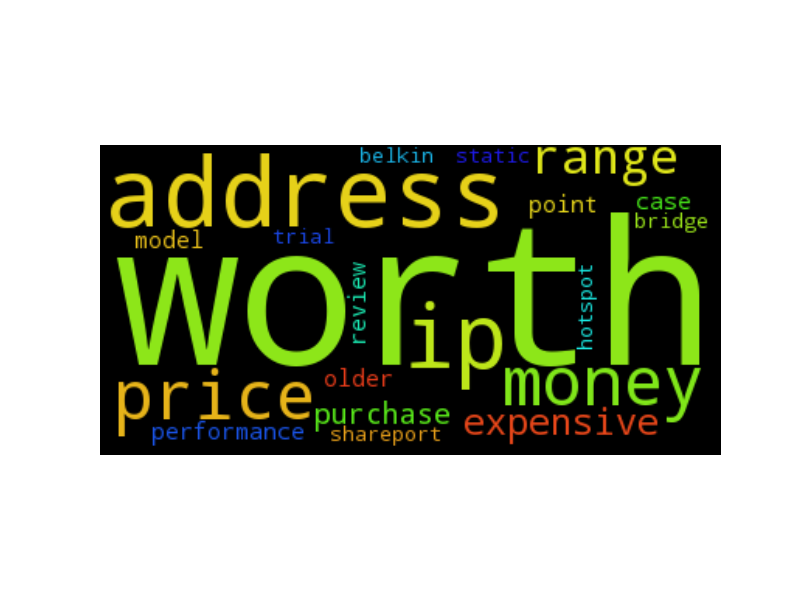 belkin static range
address
point case
bridge
model trial
worth
review
hotspot
ip
price older money
purchase expensive
performance shareport